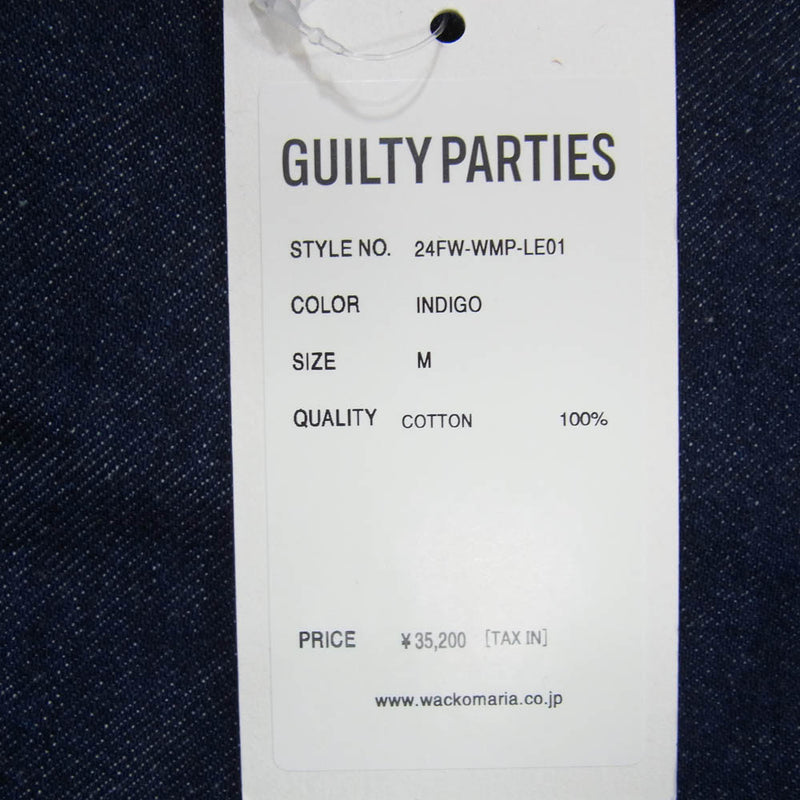 GUILTY PARTIES
STYLE NO. 24FW-WMP-LE01
COLOR INDIGO
SIZE M
QUALITY COTTON 100%
PRICE ¥35,200 [TAX IN]
www.wackomaria.co.jp